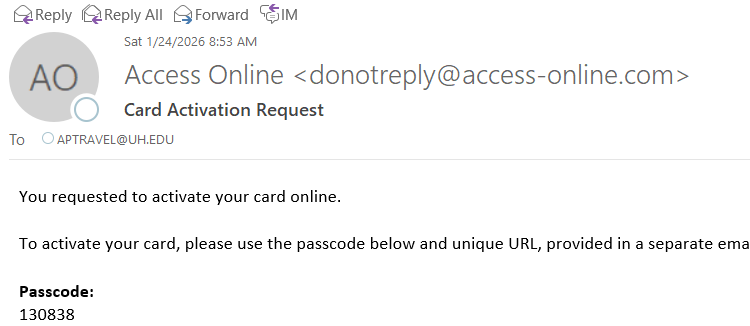 Reply Reply All Forward IM
Sat 1/24/2026 8:53 AM
AO
Access Online <donotreply@access-online.com>
Card Activation Request
To APTRAVEL@UH.EDU
You requested to activate your card online.
To activate your card, please use the passcode below and unique URL, provided in a separate ema
Passcode:
130838